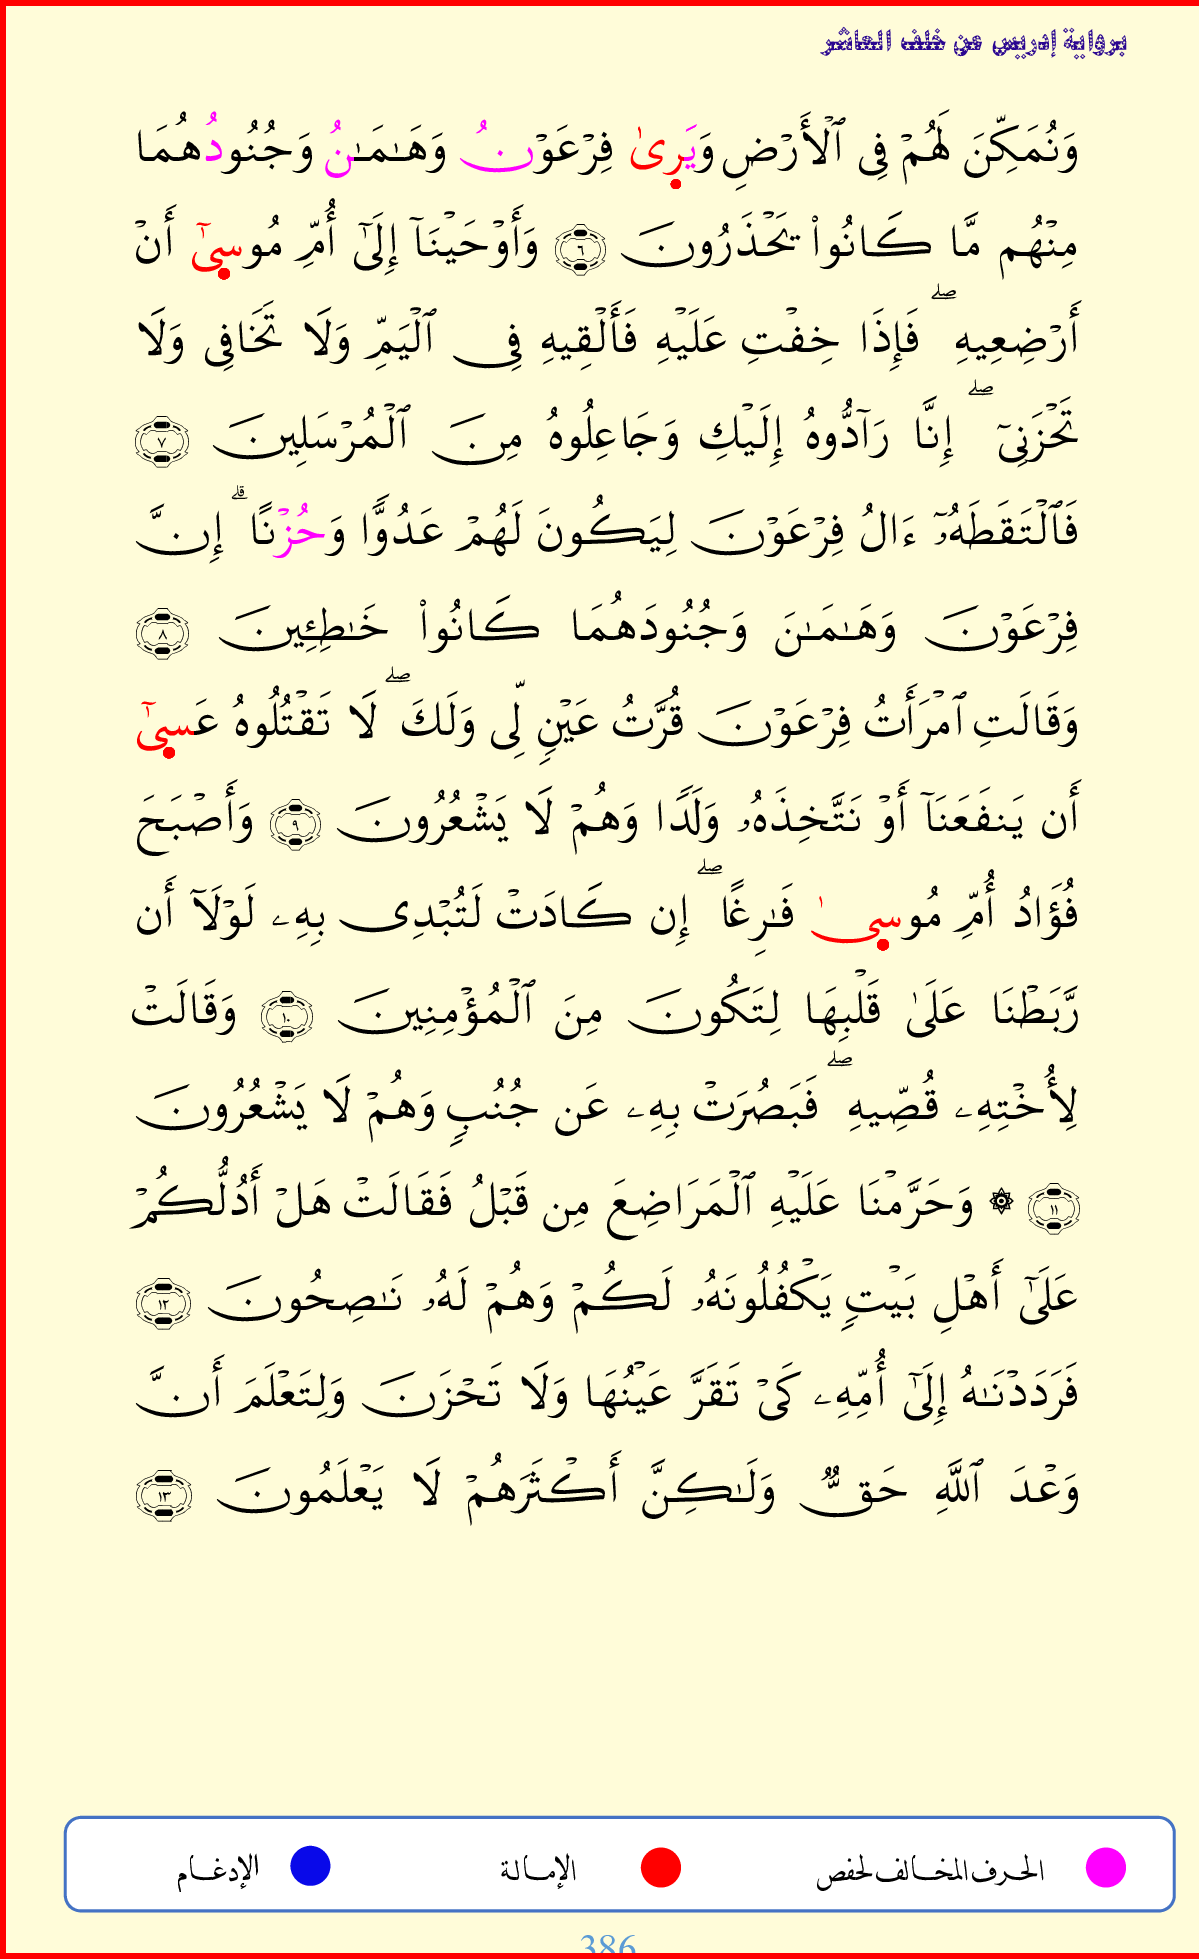 برواية إدريس عن خلف العاشر
وَنُمَكِّنَ لَهُمۡ فِي ٱلۡأَرۡضِ وَيَرِىٰ فِرۡعَوۡنُ وَهَٰمَٰنُ وَجُنُودُهُمَا
مِنۡهُم مَّا كَانُواْ يَحۡذَرُونَ ٦ وَأَوۡحَيۡنَآ إِلَىٰٓ أُمِّ مُوسِىٰٓ أَنۡ
أَرۡضِعِيهِۖ فَإِذَا خِفۡتِ عَلَيۡهِ فَأَلۡقِيهِ فِي ٱلۡيَمِّ وَلَا تَخَافِي وَلَا
تَحۡزَنِيٓۖ إِنَّا رَآدُّوهُ إِلَيۡكِ وَجَاعِلُوهُ مِنَ ٱلۡمُرۡسَلِينَ ٧
فَٱلۡتَقَطَهُۥٓ ءَالُ فِرۡعَوۡنَ لِيَكُونَ لَهُمۡ عَدُوّٗا وَحُزۡنًاۗ إِنَّ
فِرۡعَوۡنَ وَهَٰمَٰنَ وَجُنُودَهُمَا كَانُواْ خَٰطِـِٔينَ ٨
وَقَالَتِ ٱمۡرَأَتُ فِرۡعَوۡنَ قُرَّتُ عَيۡنٖ لِّي وَلَكَۖ لَا تَقۡتُلُوهُ عَسِىٰٓ
أَن يَنفَعَنَآ أَوۡ نَتَّخِذَهُۥ وَلَدٗا وَهُمۡ لَا يَشۡعُرُونَ ٩ وَأَصۡبَحَ
فُؤَادُ أُمِّ مُوسِىٰ فَٰرِغًاۖ إِن كَادَتۡ لَتُبۡدِي بِهِۦ لَوۡلَآ أَن
رَّبَطۡنَا عَلَىٰ قَلۡبِهَا لِتَكُونَ مِنَ ٱلۡمُؤۡمِنِينَ ١٠ وَقَالَتۡ
لِأُخۡتِهِۦ قُصِّيهِۖ فَبَصُرَتۡ بِهِۦ عَن جُنُبٖ وَهُمۡ لَا يَشۡعُرُونَ
١١ ۞ وَحَرَّمۡنَا عَلَيۡهِ ٱلۡمَرَاضِعَ مِن قَبۡلُ فَقَالَتۡ هَلۡ أَدُلُّكُمۡ
عَلَىٰٓ أَهۡلِ بَيۡتٖ يَكۡفُلُونَهُۥ لَكُمۡ وَهُمۡ لَهُۥ نَٰصِحُونَ ١٢
فَرَدَدۡنَٰهُ إِلَىٰٓ أُمِّهِۦ كَيۡ تَقَرَّ عَيۡنُهَا وَلَا تَحۡزَنَ وَلِتَعۡلَمَ أَنَّ
وَعۡدَ ٱللَّهِ حَقّٞ وَلَٰكِنَّ أَكۡثَرَهُمۡ لَا يَعۡلَمُونَ ١٣
الحرف المخالف لحفص الإمالة الإدغام
386